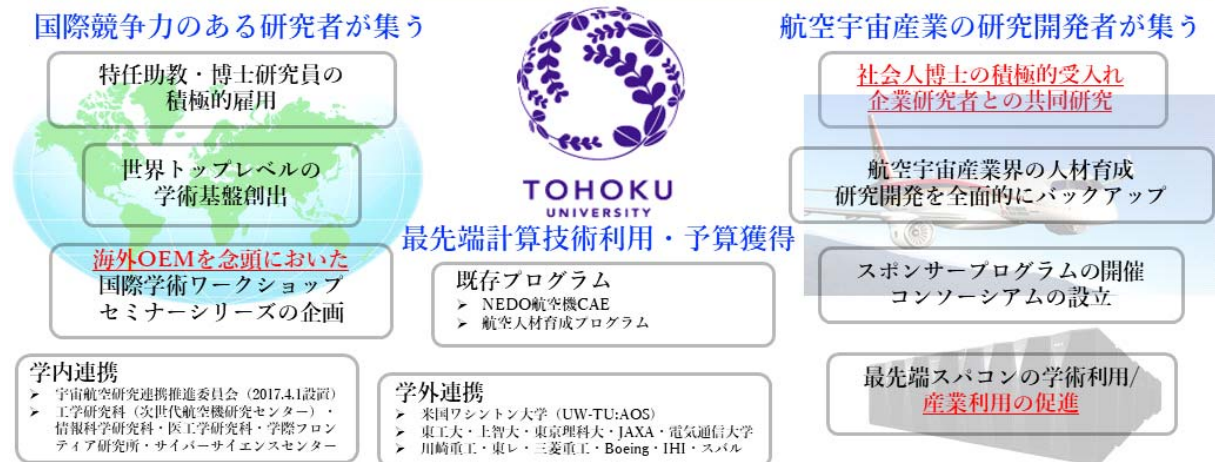 国際競争力のある研究者が集う
特任助教・博士研究員の
積極的雇用
世界トップレベルの
学術基盤創出
海外OEMを念頭においた
国際学術ワークショップ
セミナーシリーズの企画
学内連携
➢ 宇宙航空研究連携推進委員会（2017.4.1設置）
➢ 工学研究科（次世代航空機研究センター）・
情報科学研究科・医工学研究科・学際フロン
ティア研究所・サイバーサイエンスセンター
TOHOKU
UNIVERSITY
最先端計算技術利用・予算獲得
既存プログラム
➢ NEDO航空機CAE
➢ 航空人材育成プログラム
学外連携
➢ 米国ワシントン大学（UW-TU:AOS）
➢ 東工大・上智大・東京理科大・JAXA・電気通信大学
➢ 川崎重工・東レ・三菱重工・Boeing・IHI・スバル
航空宇宙産業の研究開発者が集う
社会人博士の積極的受入れ
企業研究者との共同研究
航空宇宙産業界の人材育成
研究開発を全面的にバックアップ
スポンサープログラムの開催
コンソーシアムの設立
最先端スパコンの学術利用/
産業利用の促進